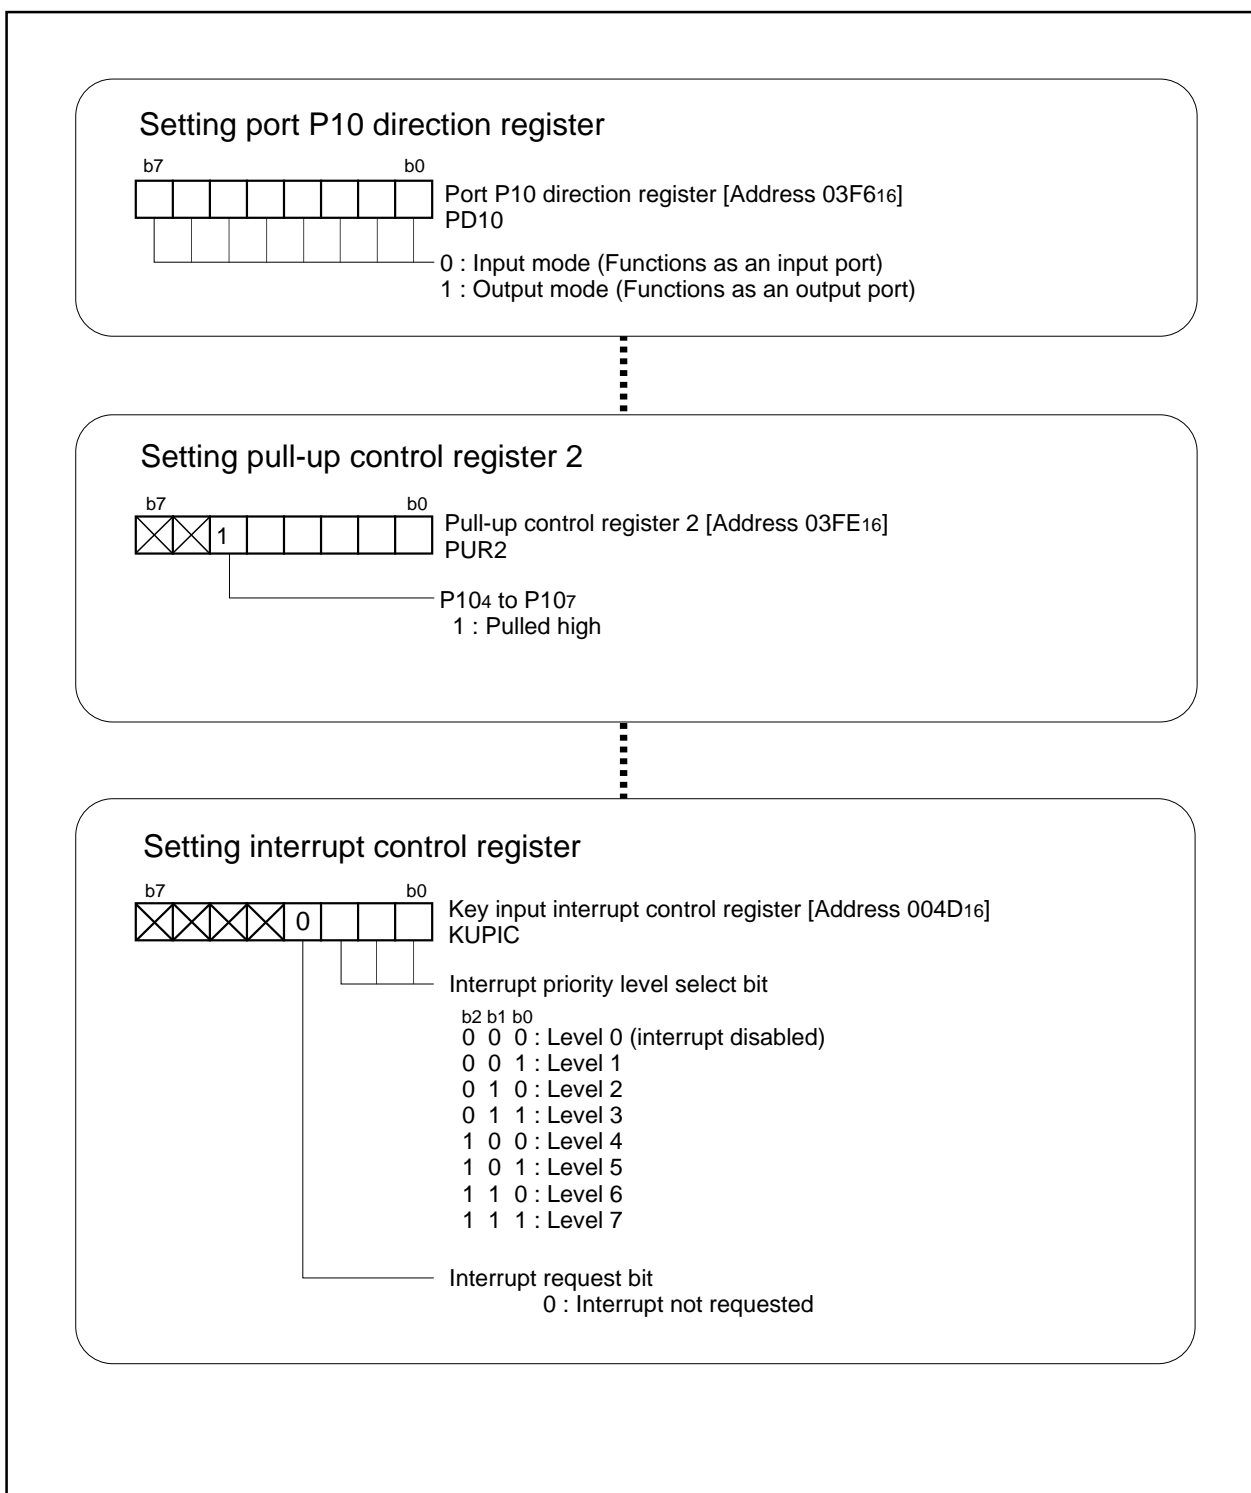 Setting port P10 direction register
b7 b0
Port P10 direction register [Address 03F616]
PD10
0 : Input mode (Functions as an input port)
1 : Output mode (Functions as an output port)
Setting pull-up control register 2
b7 b0
1
Pull-up control register 2 [Address 03FE16]
PUR2
P104 to P107
1 : Pulled high
Setting interrupt control register
b7 b0
0
Key input interrupt control register [Address 004D16]
KUPIC
Interrupt priority level select bit
b2 b1 b0
0 0 0 : Level 0 (interrupt disabled)
0 0 1 : Level 1
0 1 0 : Level 2
0 1 1 : Level 3
1 0 0 : Level 4
1 0 1 : Level 5
1 1 0 : Level 6
1 1 1 : Level 7
Interrupt request bit
0 : Interrupt not requested